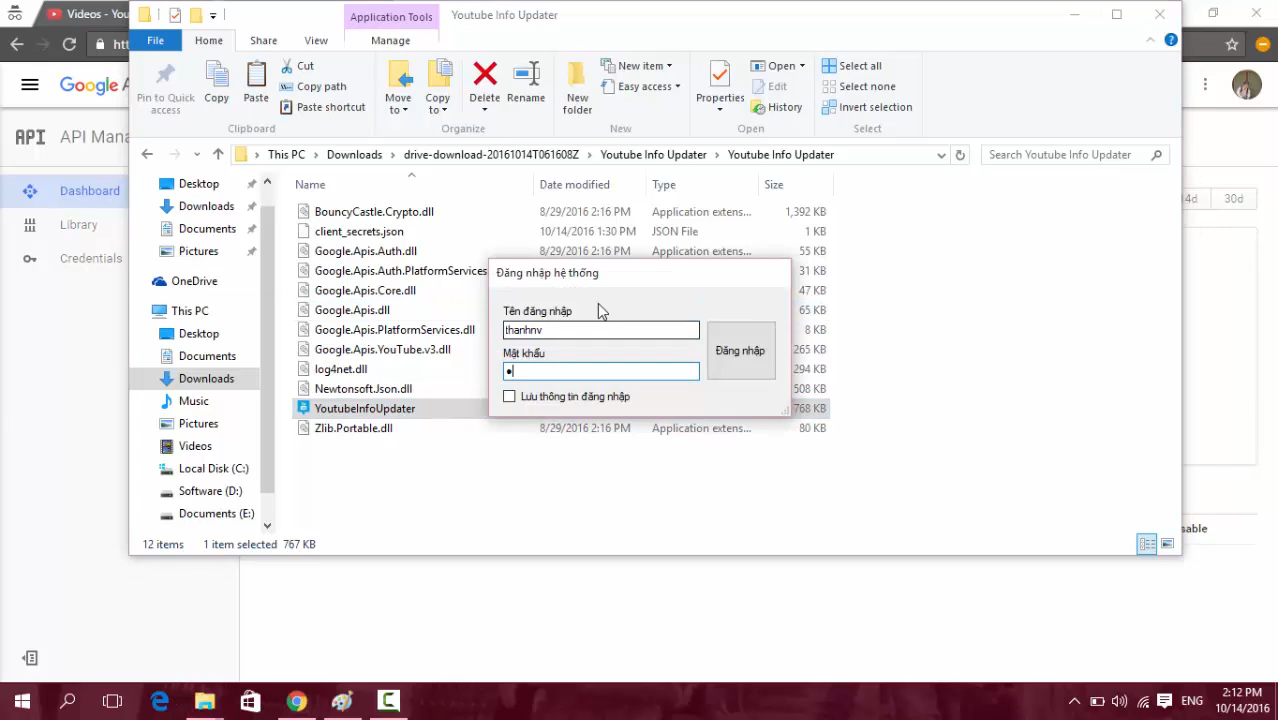 Videos - You
Application Tools
Youtube Info Updater
File
Home
Share
View
Manage
Pin to Quick access
Copy
Paste
Cut
Copy path
Paste shortcut
Clipboard
Move to
Copy to
Delete
Rename
Organize
New folder
New item
Easy access
New
Properties
Open
Edit
History
Open
Select all
Select none
Invert selection
Select
htt
Google A
API
API Mana
Dashboard
Library
Credentials
This PC
Downloads
drive-download-20161014T061608Z
Youtube Info Updater
Youtube Info Updater
Search Youtube Info Updater
Desktop
Downloads
Documents
Pictures
OneDrive
This PC
Desktop
Documents
Downloads
Music
Pictures
Videos
Local Disk (C:)
Software (D:)
Documents (E:)
Name
Date modified
Type
Size
BouncyCastle.Crypto.dll 8/29/2016 2:16 PM Application extens... 1,392 KB
client_secrets.json 10/14/2016 1:30 PM JSON File 1 KB
Google.Apis.Auth.dll 8/29/2016 2:16 PM Application extens... 55 KB
Google.Apis.Auth.PlatformServices 31 KB
Google.Apis.Core.dll 47 KB
Google.Apis.dll 65 KB
Google.Apis.PlatformServices.dll 8 KB
Google.Apis.YouTube.v3.dll 265 KB
log4net.dll 294 KB
Newtonsoft.Json.dll 508 KB
YoutubeInfoUpdater 768 KB
Zlib.Portable.dll 8/29/2016 2:16 PM Application extens... 80 KB
Đăng nhập hệ thống
Tên đăng nhập
thanhnv
Mật khẩu
●
Đăng nhập
Lưu thông tin đăng nhập
12 items
1 item selected 767 KB
4d
30d
sable
ENG
2:12 PM
10/14/2016